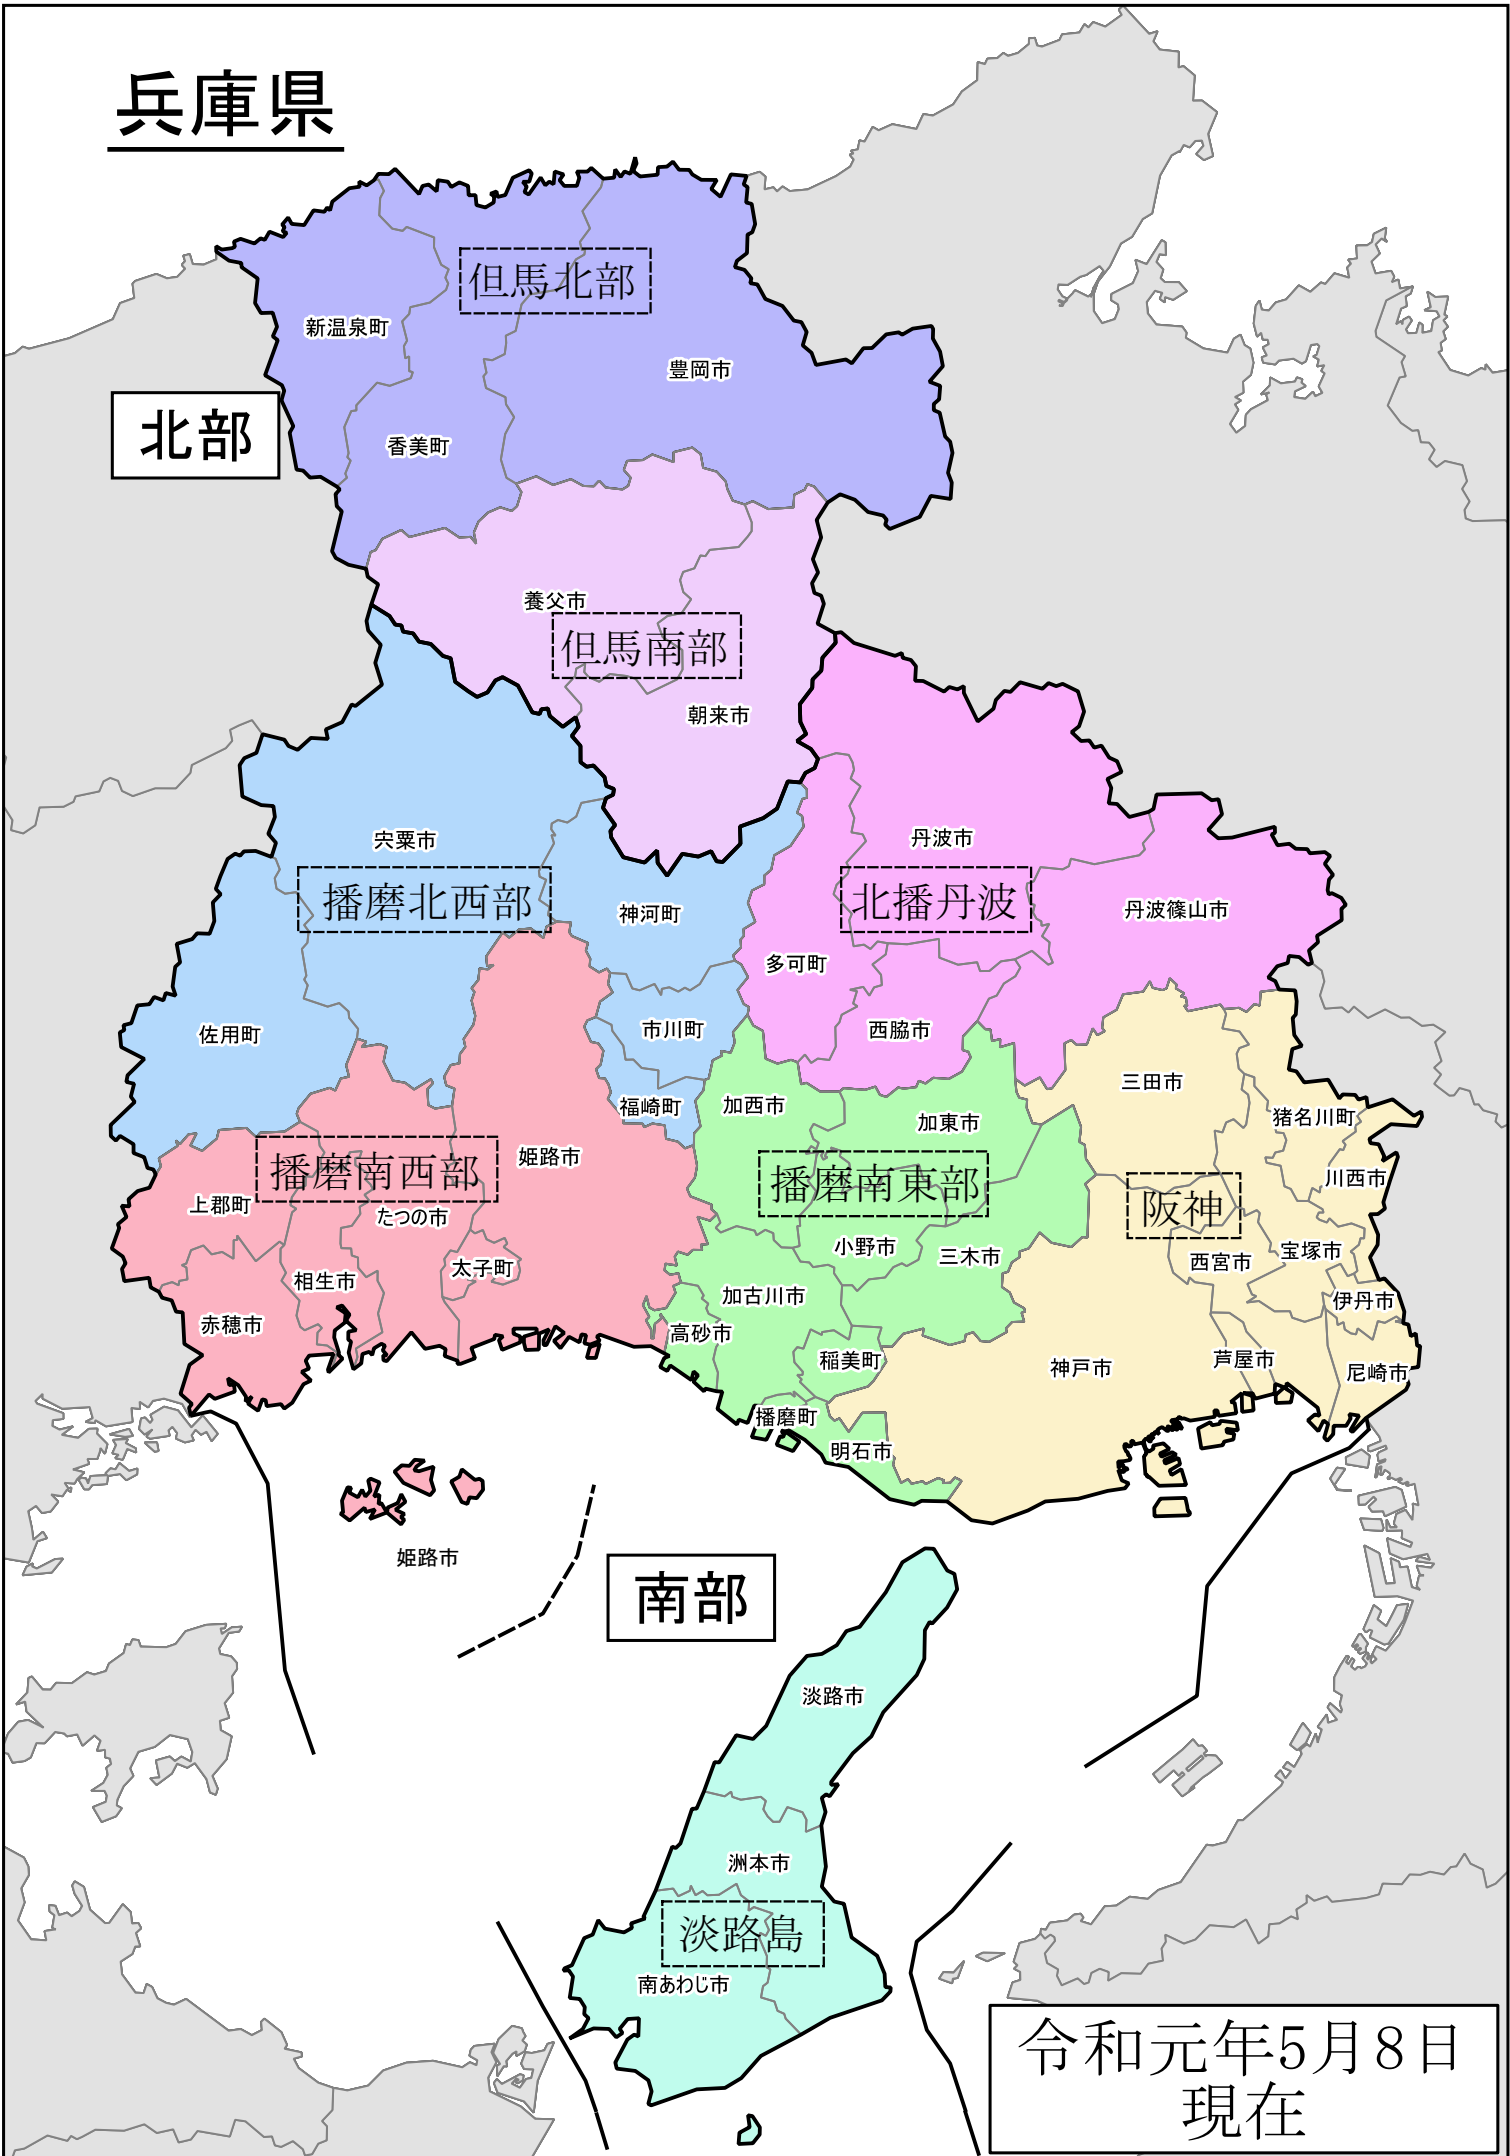 兵庫県
但馬北部
新温泉町
豊岡市
北部
香美町
養父市
但馬南部
朝来市
宍粟市
丹波市
播磨北西部
北播丹波
神河町
丹波篠山市
多可町
佐用町
市川町
西脇市
三田市
福崎町
加西市
加東市
猪名川町
姫路市
播磨南西部
播磨南東部
川西市
上郡町
たつの市
阪神
小野市
三木市
宝塚市
西宮市
太子町
相生市
加古川市
伊丹市
赤穂市
高砂市
稲美町
神戸市
芦屋市
尼崎市
播磨町
明石市
姫路市
南部
淡路市
洲本市
淡路島
南あわじ市
令和元年5月8日
現在